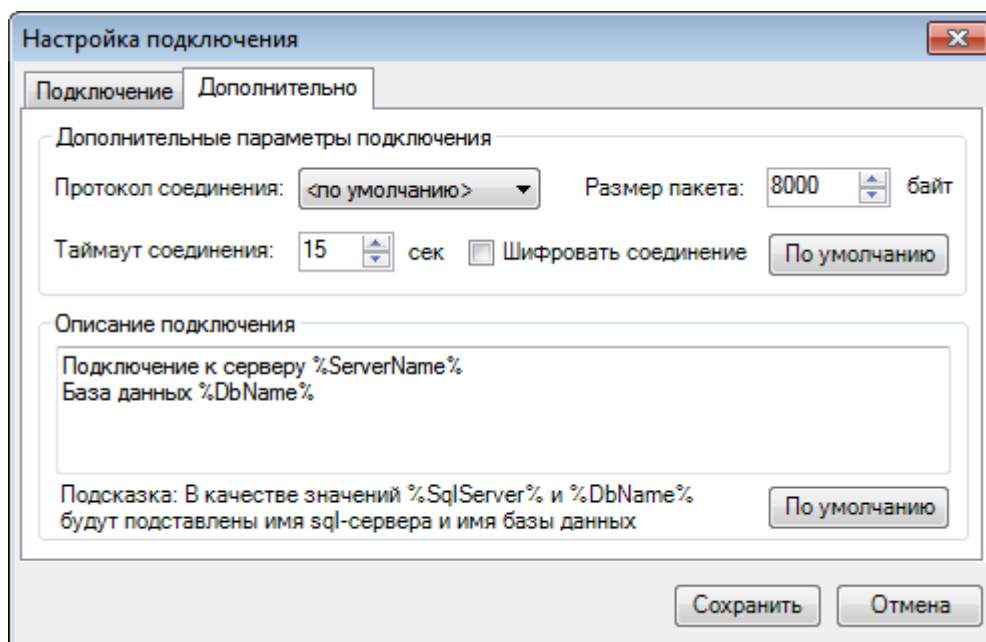 Настройка подключения
Подключение Дополнительно
Дополнительные параметры подключения
Протокол соединения: <по умолчанию> Размер пакета: 8000 байт
Таймаут соединения: 15 сек Шифровать соединение По умолчанию
Описание подключения
Подключение к серверу %ServerName%
База данных %DbName%
Подсказка: В качестве значений %SqlServer% и %DbName%
будут подставлены имя sql-сервера и имя базы данных
По умолчанию
Сохранить Отмена